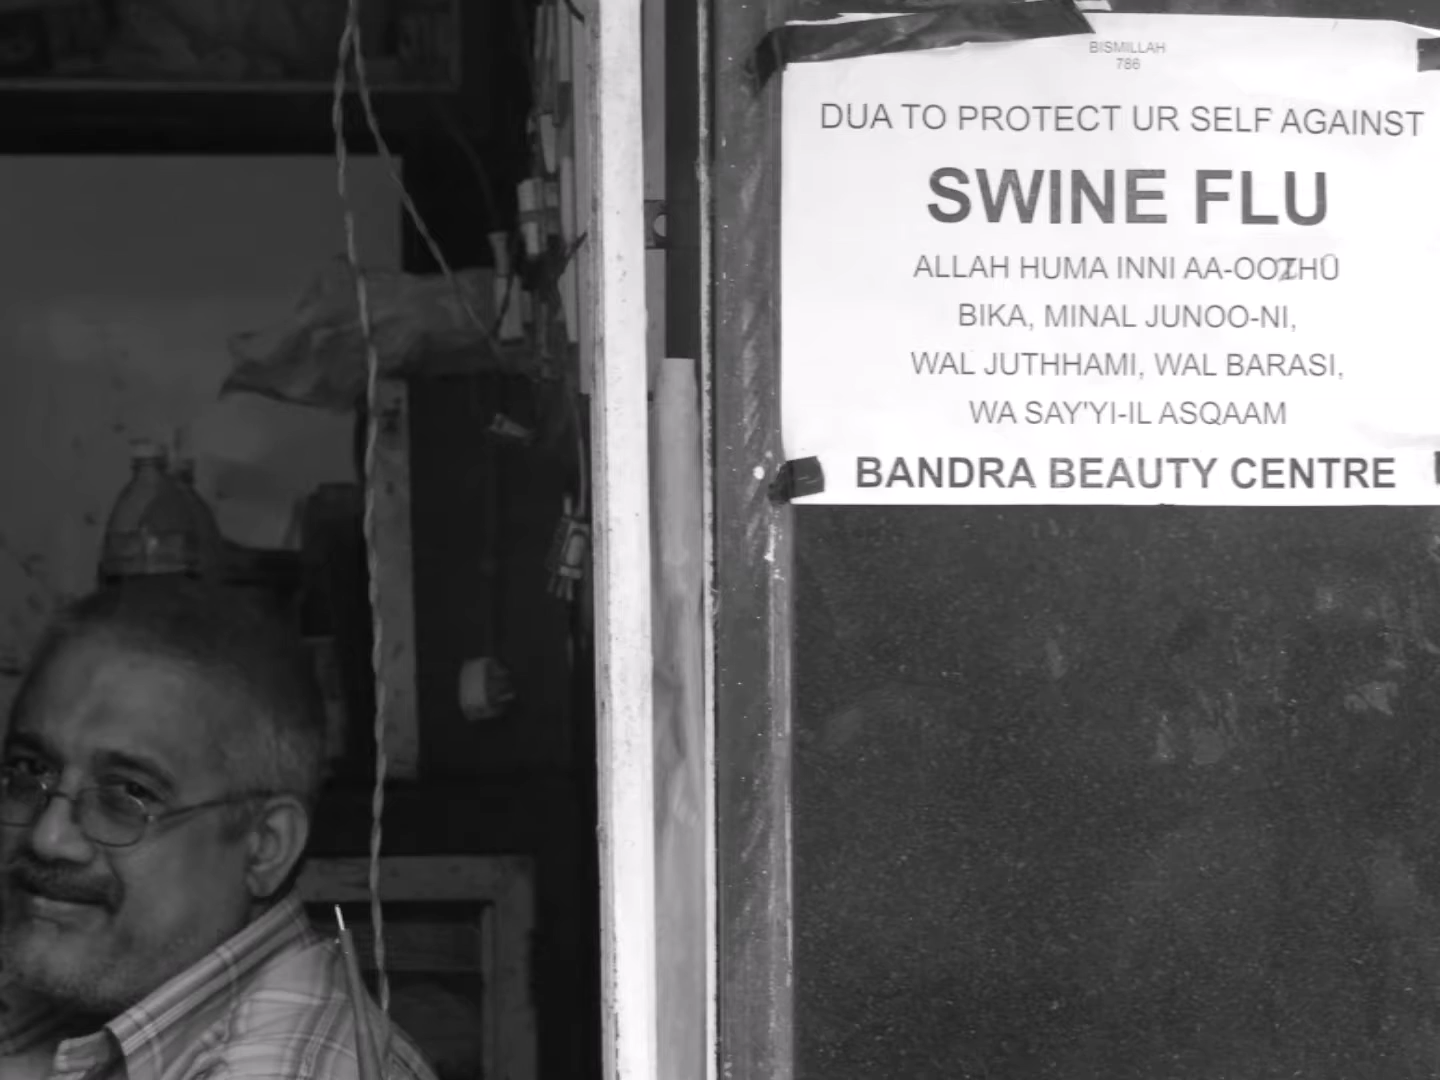 BISMILLAH
786
DUA TO PROTECT UR SELF AGAINST
SWINE FLU
ALLAH HUMA INNI AA-OOZHÛ
BIKA, MINAL JUNOO-NI,
WAL JUTHHAMI, WAL BARASI,
WA SAY'YI-IL ASQAAM
BANDRA BEAUTY CENTRE